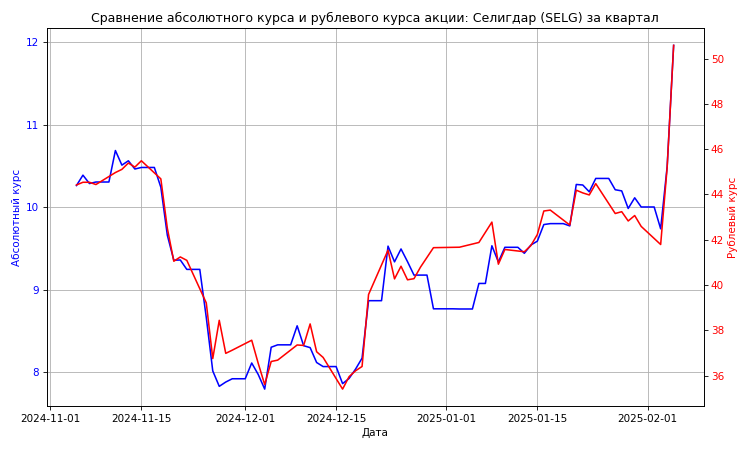 Сравнение абсолютного курса и рублевого курса акции: Селигдар (SELG) за квартал
Абсолютный курс
12
11
10
9
8
50
48
46
44
42
40
38
36
Рублевый курс
2024-11-01 2024-11-15 2024-12-01 2024-12-15 2025-01-01 2025-01-15 2025-02-01
Дата